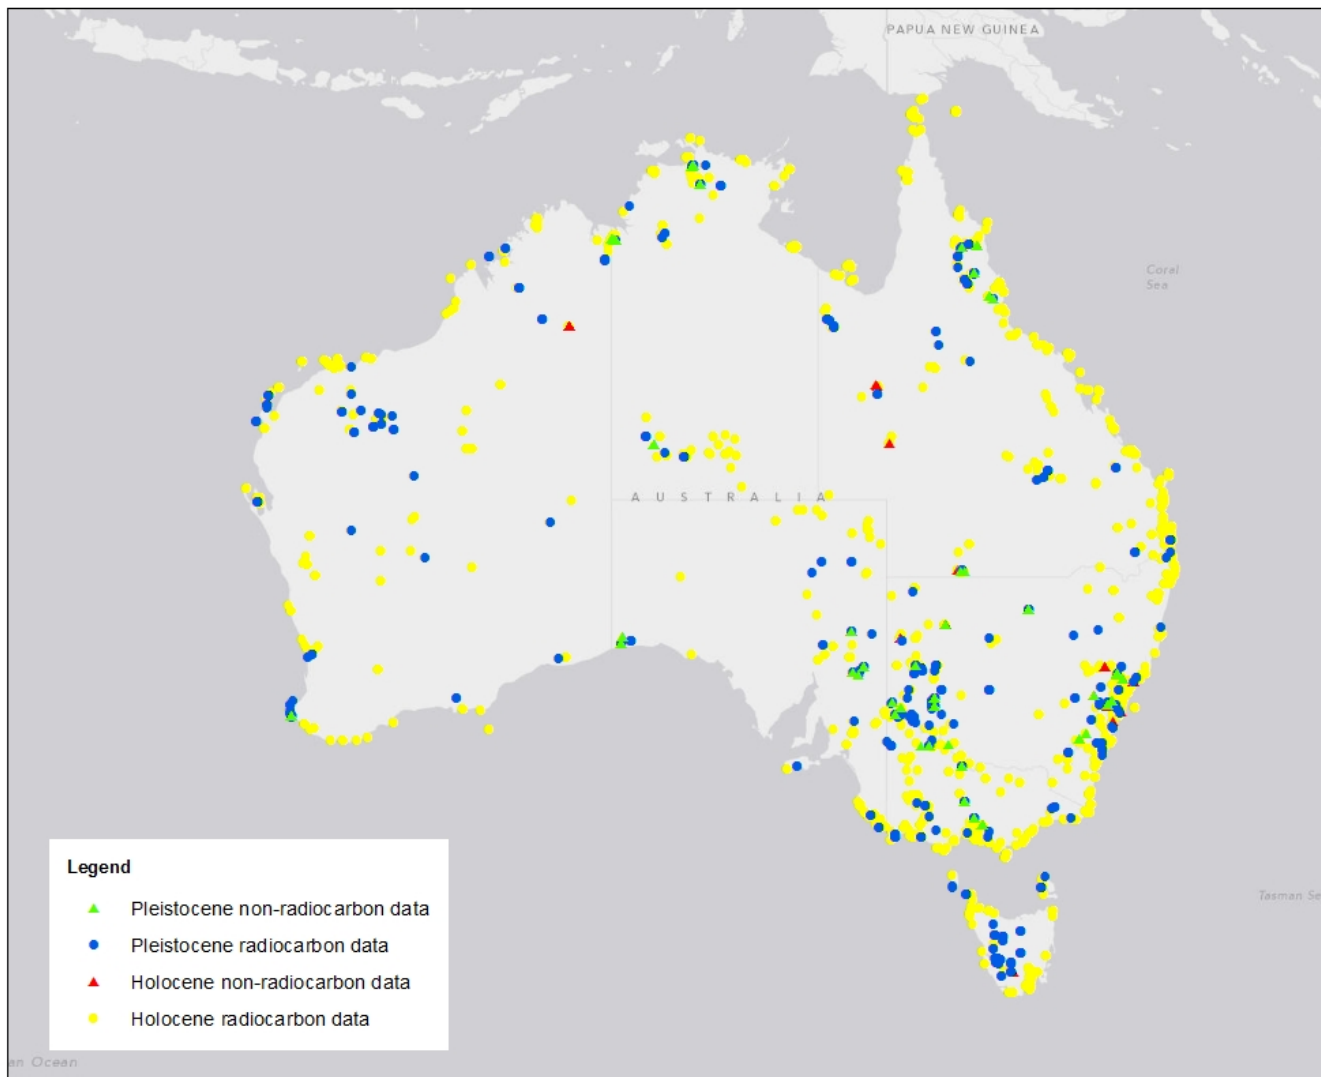 PAPUA NEW GUINEA
Coral
Sea
AUSTRALIA
Legend
Pleistocene non-radiocarbon data
Pleistocene radiocarbon data
Holocene non-radiocarbon data
Holocene radiocarbon data
Tasman Se
an Ocean